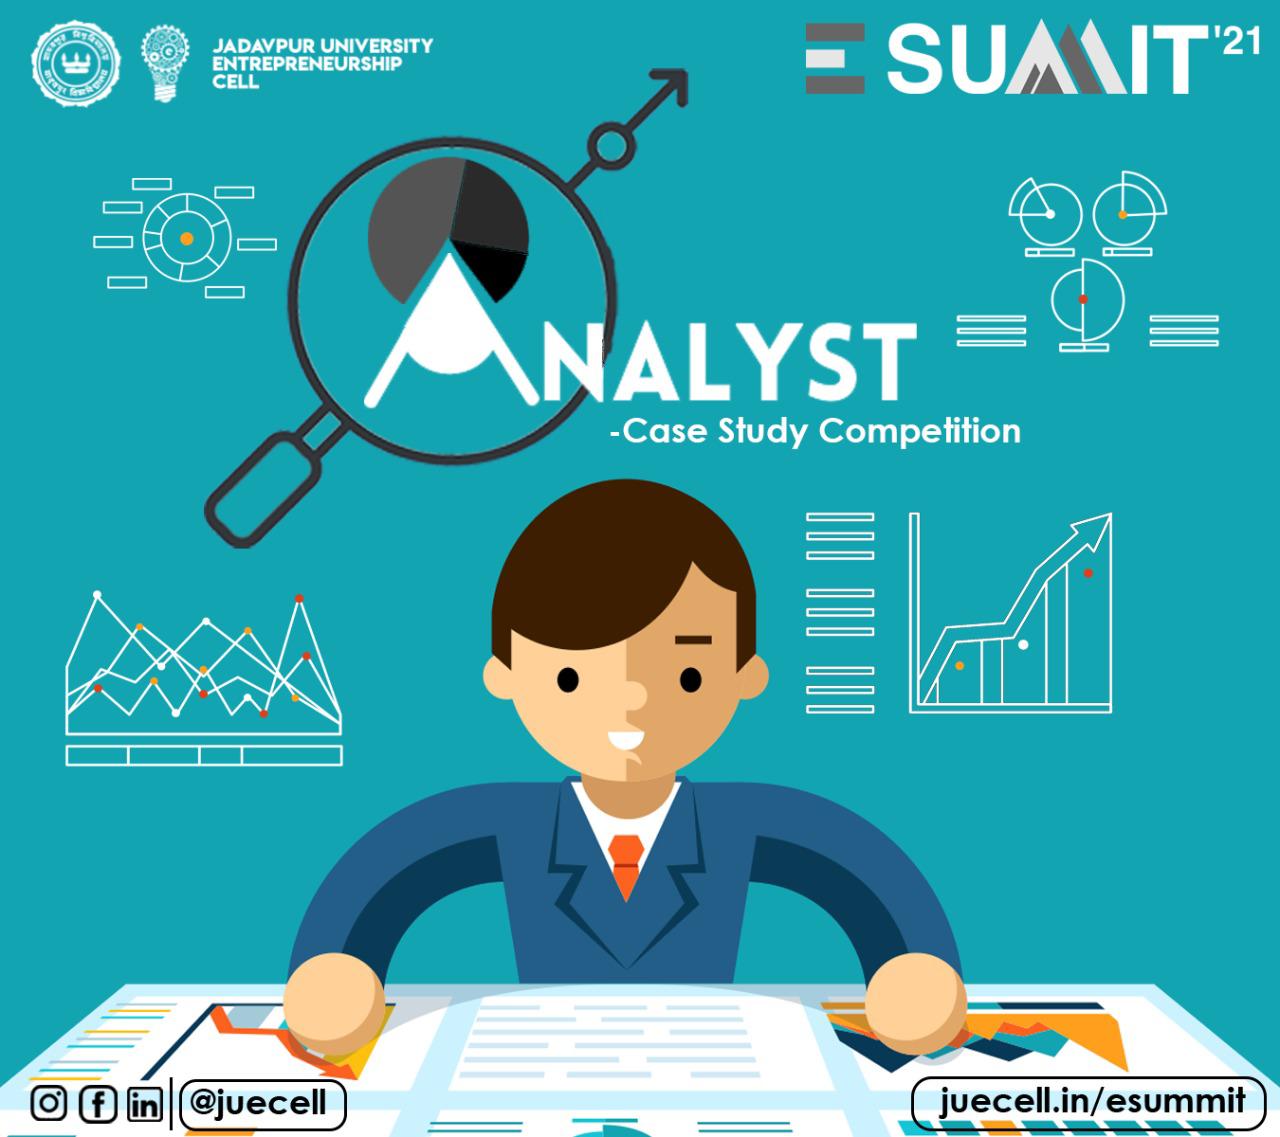 JADAVPUR UNIVERSITY
ENTREPRENEURSHIP
CELL
E SUMMIT'21
ANALYST
-Case Study Competition
@juecell
juecell.in/esummit